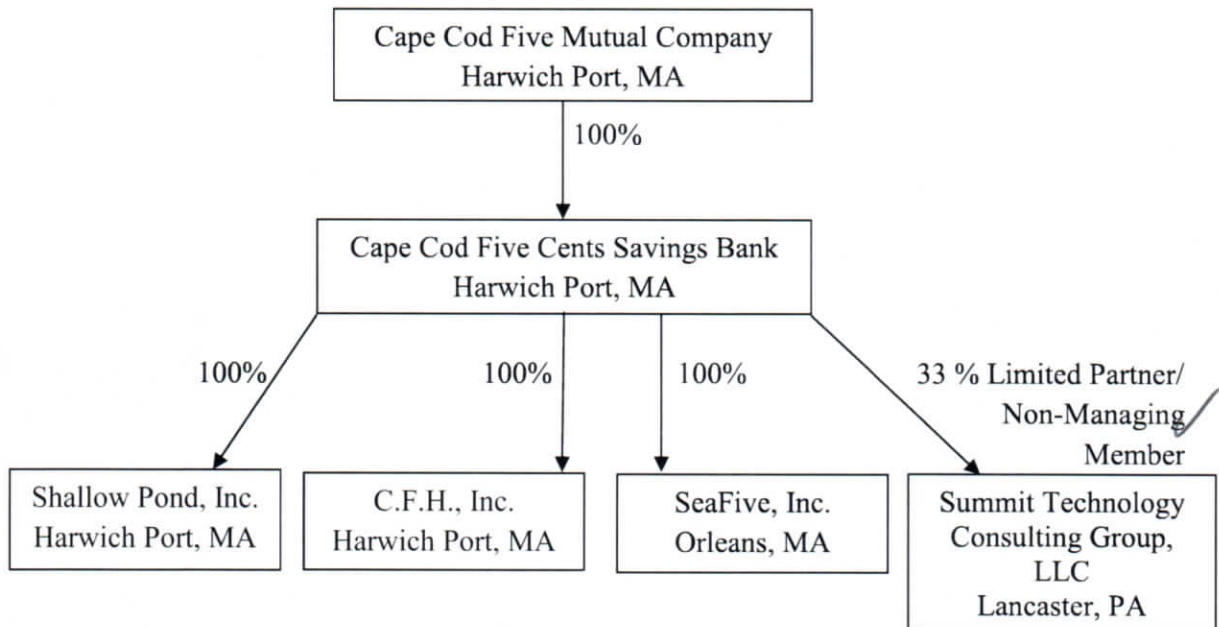 Cape Cod Five Mutual Company
Harwich Port, MA
100%
Cape Cod Five Cents Savings Bank
Harwich Port, MA
100%
100%
100%
33 % Limited Partner/
Non-Managing
Member
Shallow Pond, Inc.
Harwich Port, MA
C.F.H., Inc.
Harwich Port, MA
SeaFive, Inc.
Orleans, MA
Summit Technology
Consulting Group,
LLC
Lancaster, PA